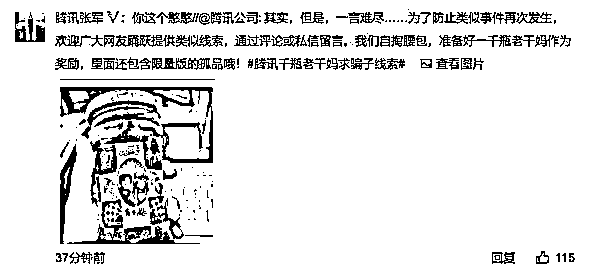 腾讯张军 V：你这个憨憨//@腾讯公司: 其实，但是，一言难尽……为了防止类似事件再次发生，
欢迎广大网友踊跃提供类似线索，通过评论或私信留言。我们自掏腰包，准备好一千瓶老干妈作为
奖励，里面还包含限量版的孤品哦！#腾讯千瓶老干妈求骗子线索# 查看图片
37分钟前 回复 115